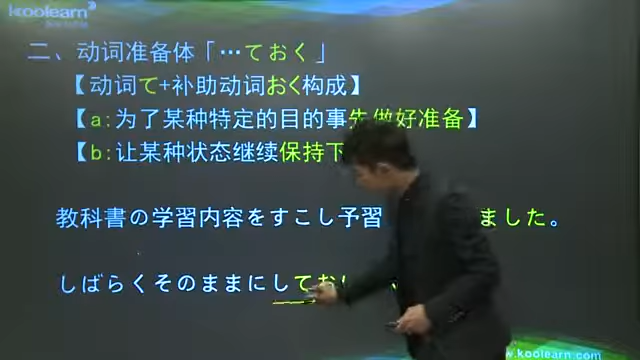 koolearn
二、动词准备体「…ておく」
【动词て+补助动词おく构成】
【a:为了某种特定的目的事先做好准备】
【b:让某种状态继续保持下
教科書の学習内容をすこし予習
ました。
しばらくそのままにしてお
w.koolearn.com